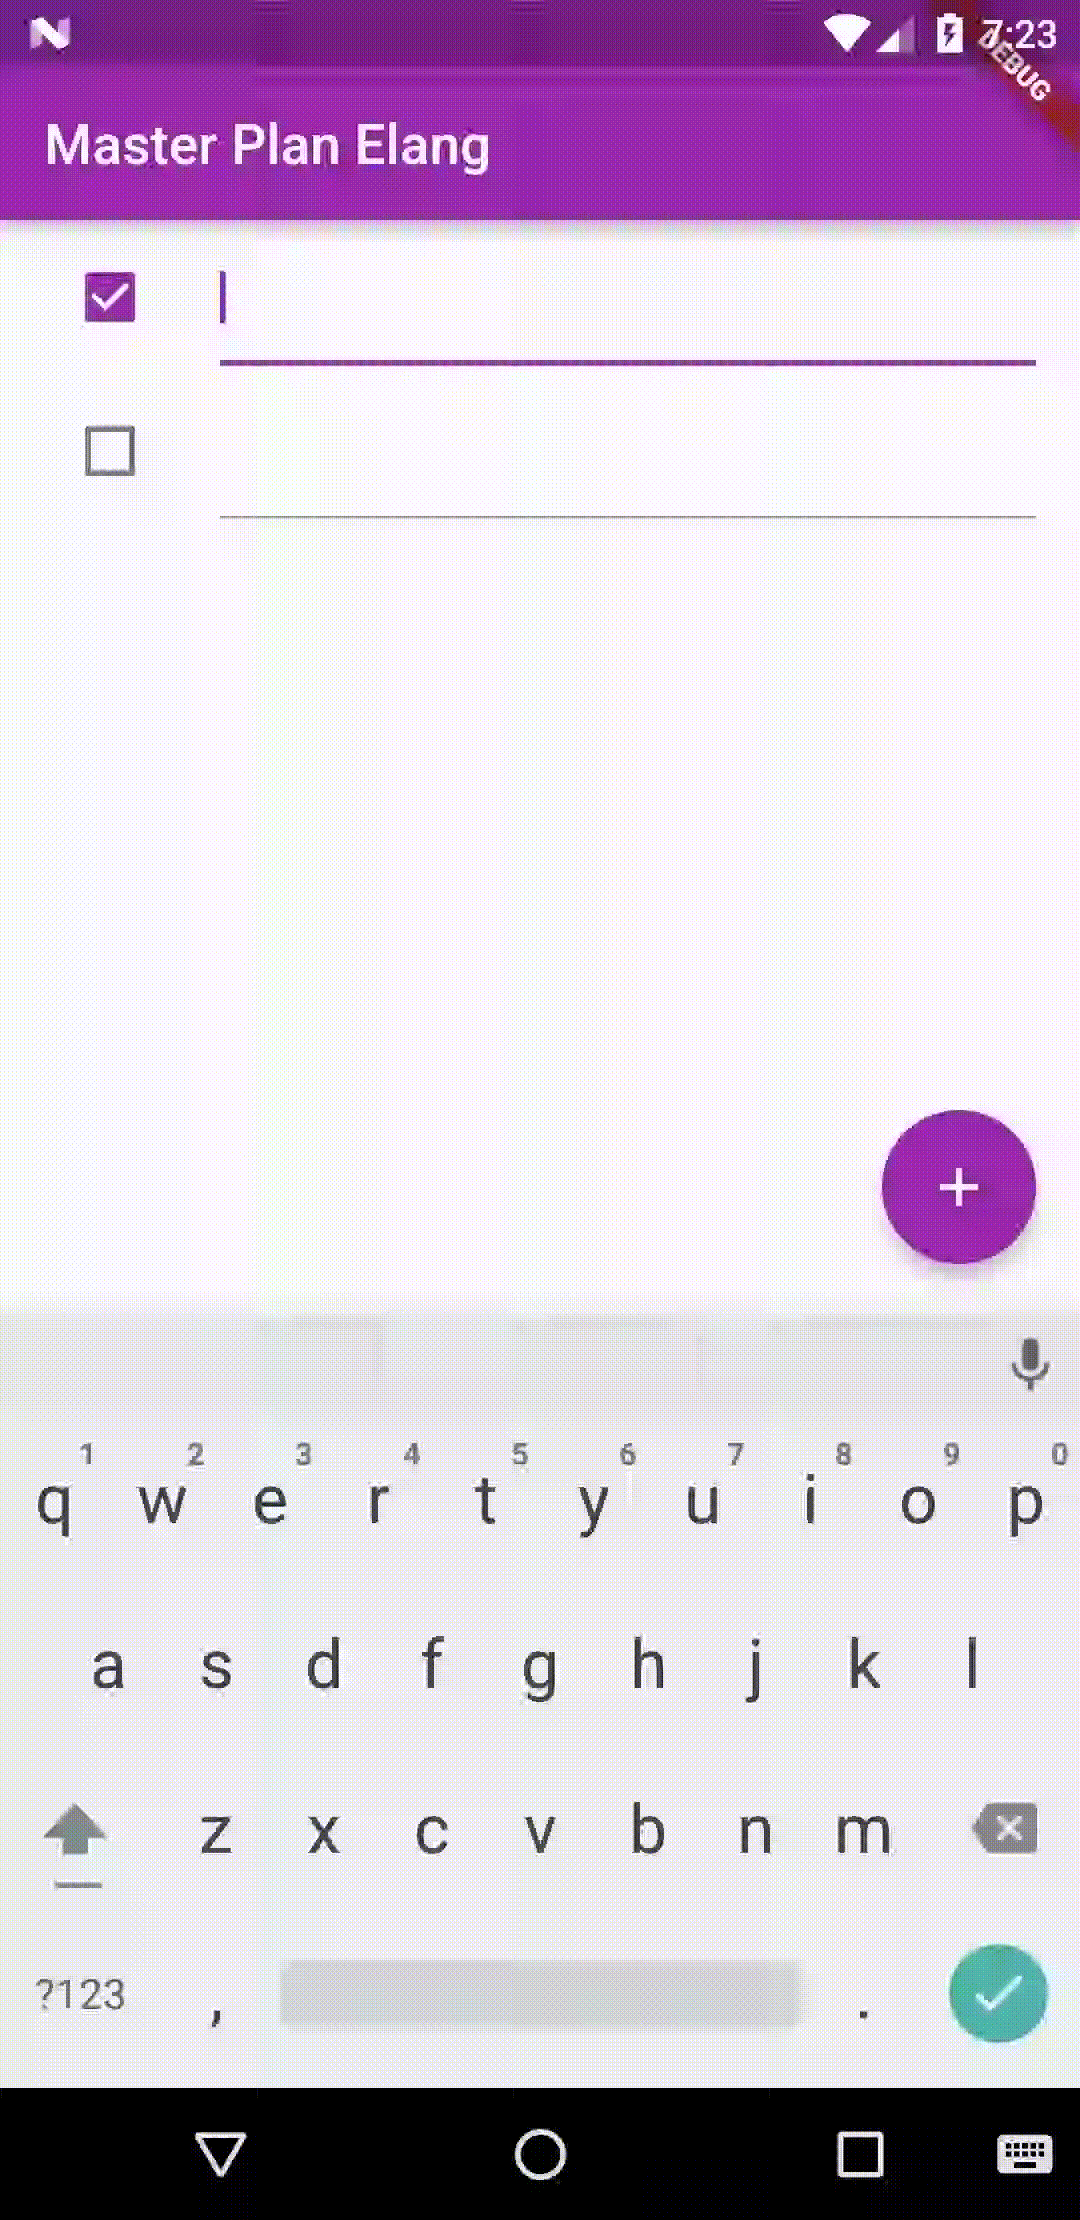 7:23
DEBUG
Master Plan Elang
1 2 3 4 5 6 7 8 9 0
q w e r t y u i o p
a s d f g h j k l
z x c v b n m
?123 , .